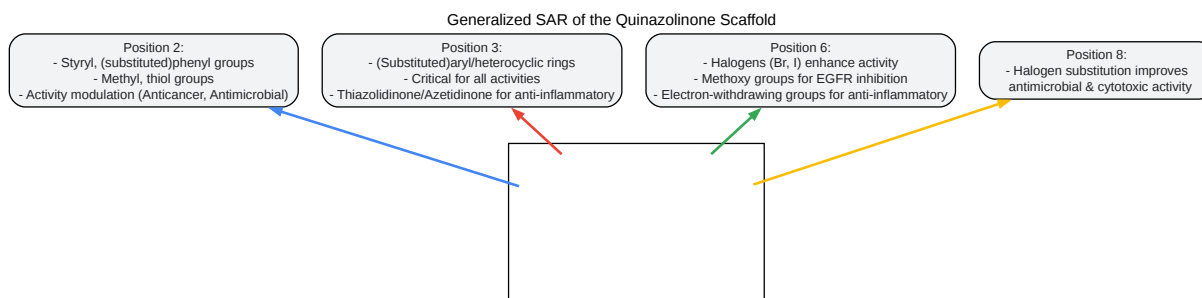 Generalized SAR of the Quinazolinone Scaffold
Position 2:
- Styryl, (substituted)phenyl groups
- Methyl, thiol groups
- Activity modulation (Anticancer, Antimicrobial)
Position 3:
- (Substituted)aryl/heterocyclic rings
- Critical for all activities
- Thiazolidinone/Azetidinone for anti-inflammatory
Position 6:
- Halogens (Br, I) enhance activity
- Methoxy groups for EGFR inhibition
- Electron-withdrawing groups for anti-inflammatory
Position 8:
- Halogen substitution improves
antimicrobial & cytotoxic activity